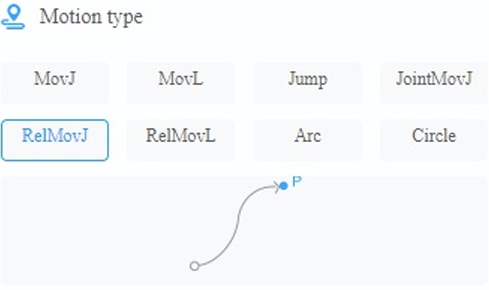 Motion type
MovJ MovL Jump JointMovJ
RelMovJ RelMovL Arc Circle
P